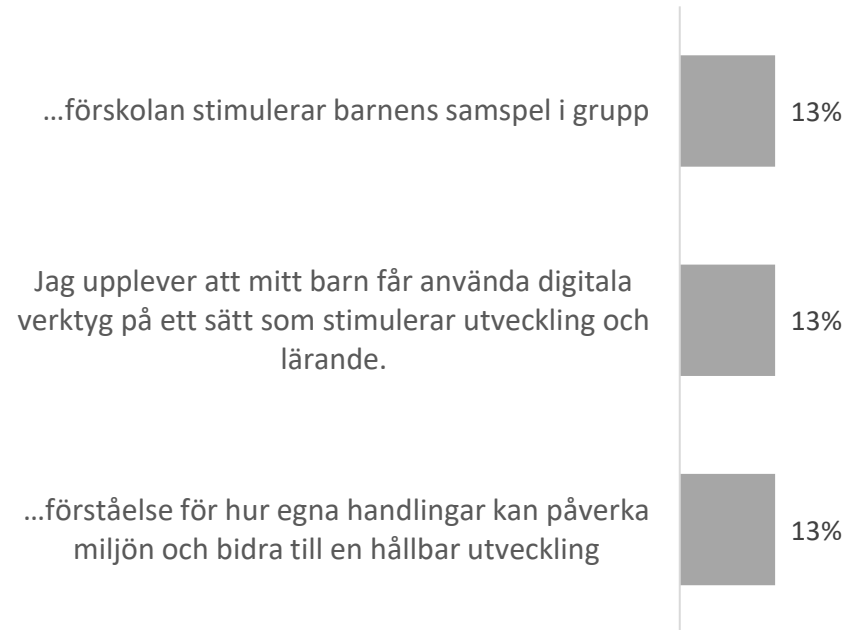 …förskolan stimulerar barnens samspel i grupp
13%
Jag upplever att mitt barn får använda digitala
verktyg på ett sätt som stimulerar utveckling och
lärande.
13%
…förståelse för hur egna handlingar kan påverka
miljön och bidra till en hållbar utveckling
13%